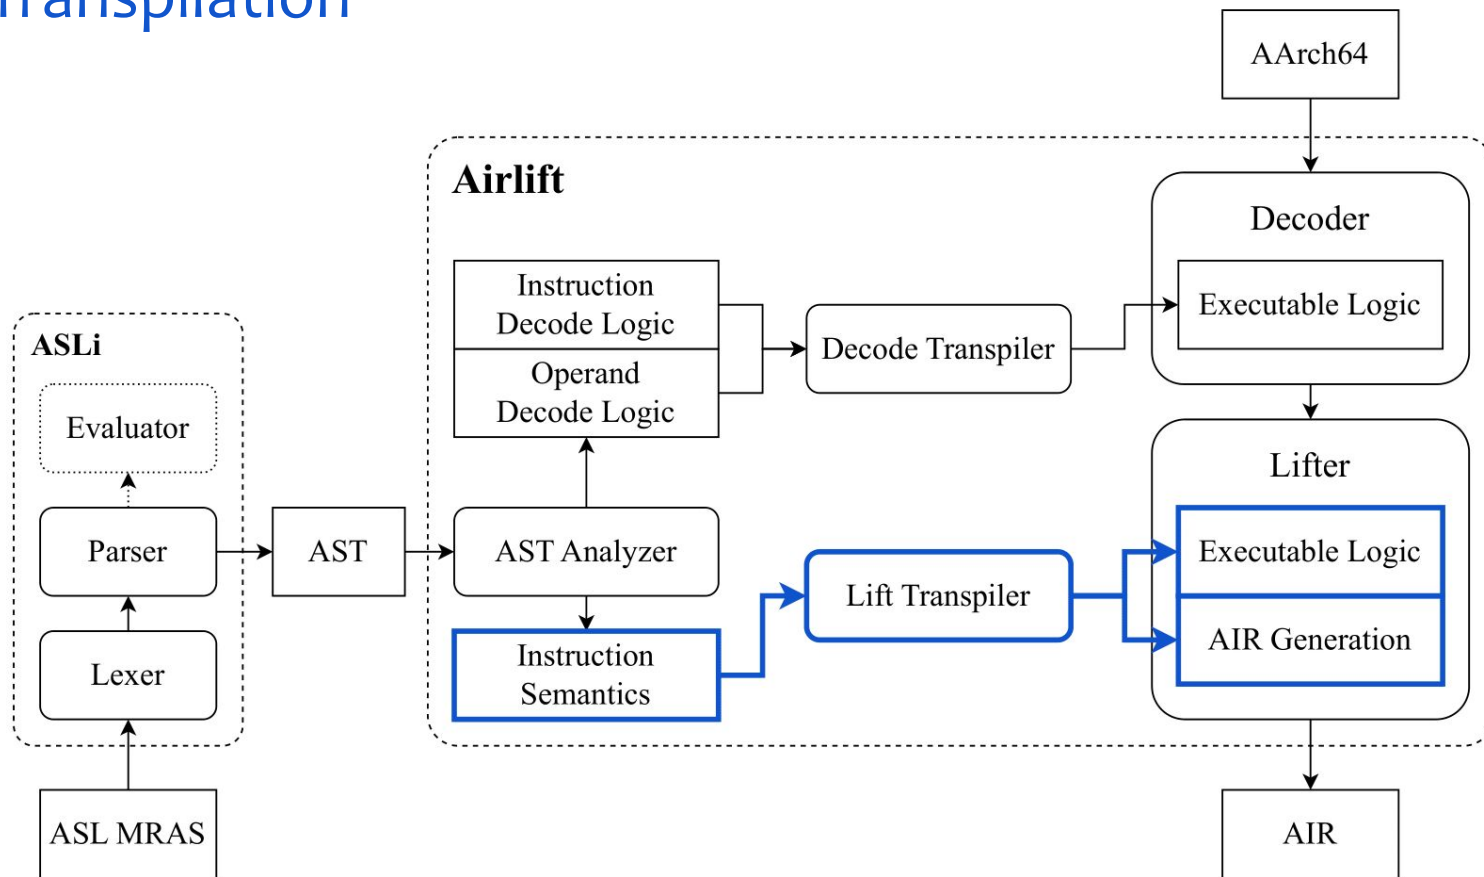 Transpilation
AArch64
Airlift
Decoder
Executable Logic
Instruction
Decode Logic
Operand
Decode Logic
Decode Transpiler
ASLi
Evaluator
Parser
Lexer
ASL MRAS
AST
AST Analyzer
Instruction
Semantics
Lift Transpiler
Lifter
Executable Logic
AIR Generation
AIR